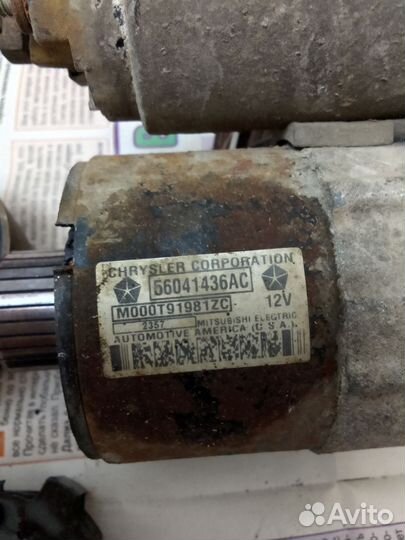 CHRYSLER CORPORATION
56041436AC
M000T91981ZC
12V
2357
MITSUBISHI ELECTRIC
AUTOMOTIVE AMERICA (U.S.A.)
Avito